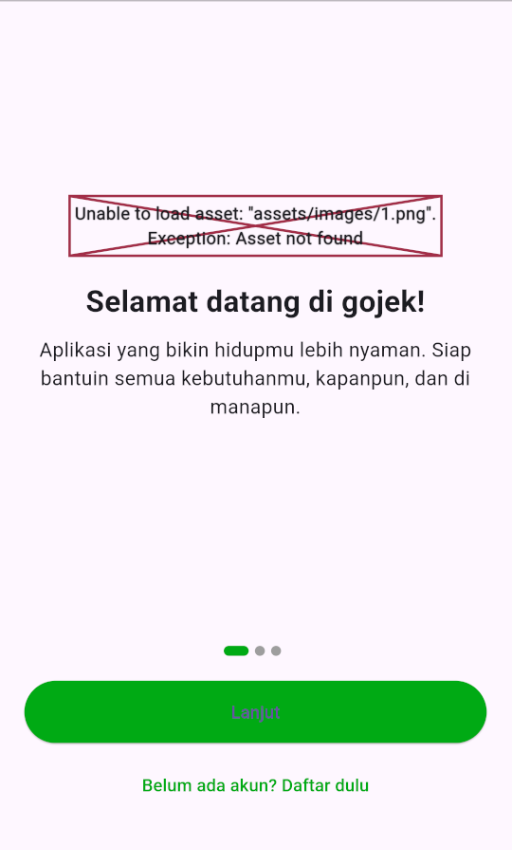 Unable to load asset: "assets/images/1.png".
Exception: Asset not found
Selamat datang di gojek!
Aplikasi yang bikin hidupmu lebih nyaman. Siap
bantuin semua kebutuhanmu, kapanpun, dan di
manapun.
Lanjut
Belum ada akun? Daftar dulu